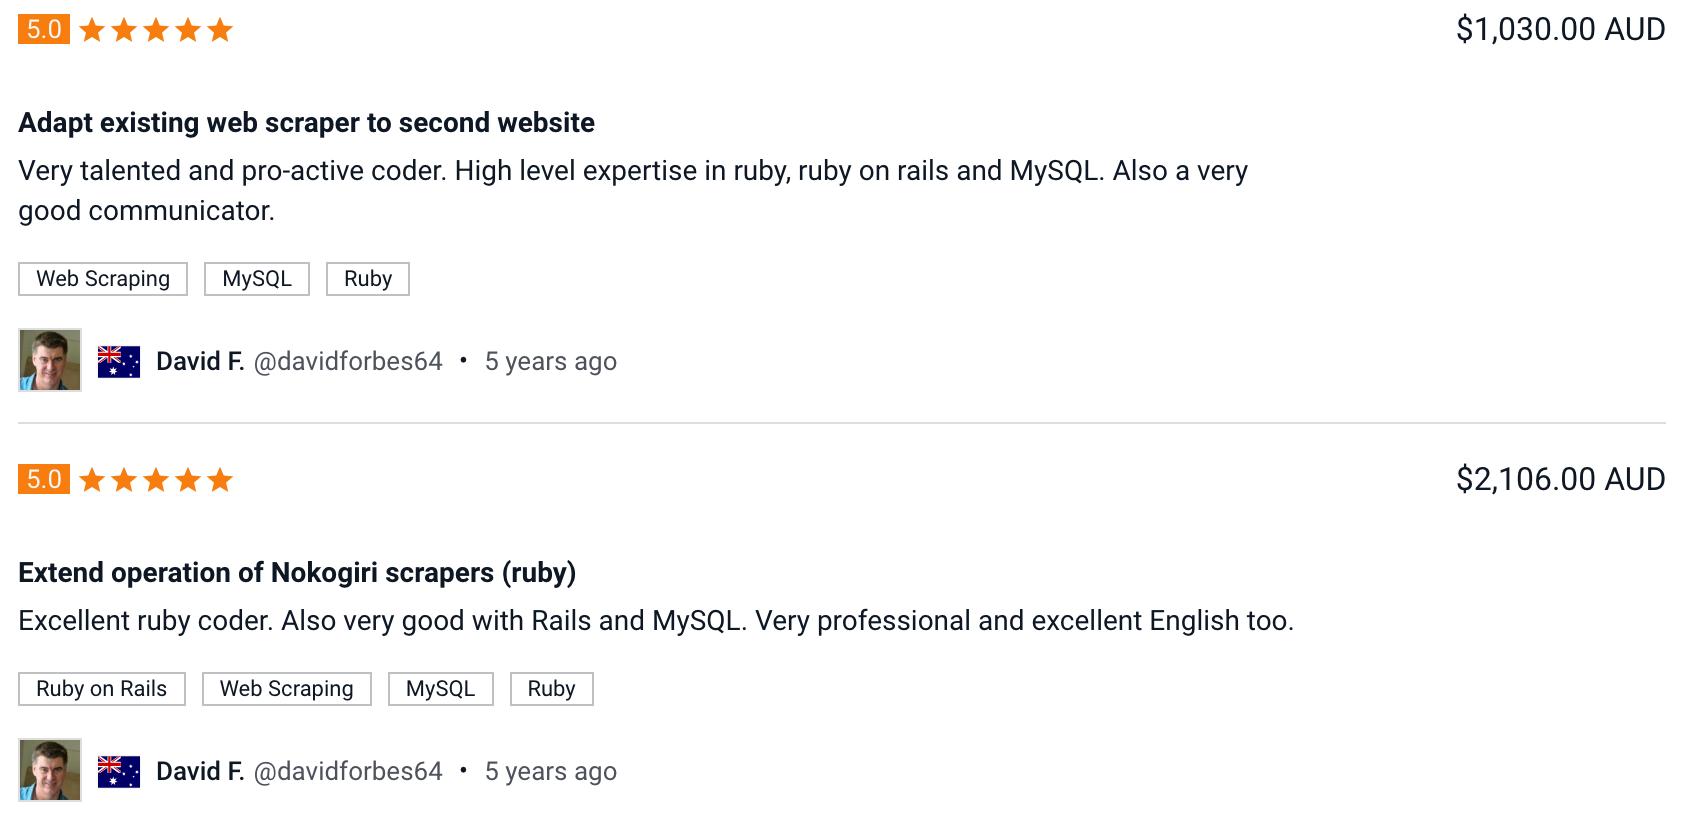 5.0 $1,030.00 AUD
Adapt existing web scraper to second website
Very talented and pro-active coder. High level expertise in ruby, ruby on rails and MySQL. Also a very
good communicator.
Web Scraping MySQL Ruby
David F. @davidforbes64 • 5 years ago
5.0 $2,106.00 AUD
Extend operation of Nokogiri scrapers (ruby)
Excellent ruby coder. Also very good with Rails and MySQL. Very professional and excellent English too.
Ruby on Rails Web Scraping MySQL Ruby
David F. @davidforbes64 • 5 years ago